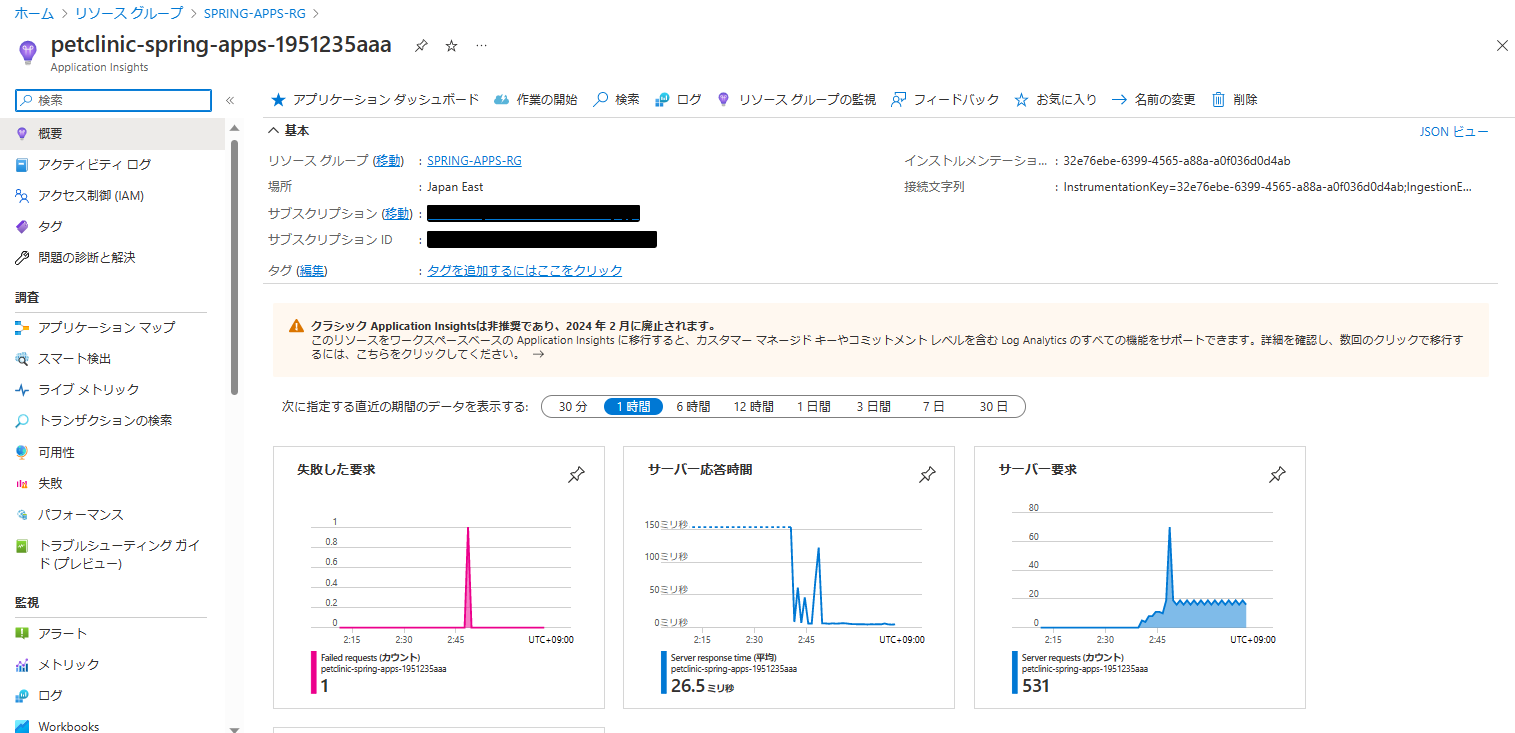 ホーム > リソース グループ > SPRING-APPS-RG >
petclinic-spring-apps-1951235aaa ...
Application Insights
検索
«
概要
アクティビティ ログ
アクセス制御 (IAM)
タグ
問題の診断と解決
調査
アプリケーション マップ
スマート検出
ライブ メトリック
トランザクションの検索
可用性
失敗
パフォーマンス
トラブルシューティング ガイ
ド (プレビュー)
監視
アラート
メトリック
ログ
Workbooks
アプリケーション ダッシュボード 作業の開始 検索 ログ リソース グループの監視 フィードバック お気に入り 名前の変更 削除
基本
JSON ビュー
リソース グループ (移動) : SPRING-APPS-RG
場所 : Japan East
サブスクリプション (移動) :
サブスクリプション ID :
タグ (編集) : タグを追加するにはここをクリック
インストルメンテーショ... : 32e76ebe-6399-4565-a88a-a0f036d0d4ab
接続文字列 : InstrumentationKey=32e76ebe-6399-4565-a88a-a0f036d0d4ab;IngestionE...
クラシック Application Insightsは非推奨であり、2024 年 2 月に廃止されます。
このリソースをワークスペースベースの Application Insights に移行すると、カスタマー マネージド キーやコミットメント レベルを含む Log Analytics のすべての機能をサポートできます。詳細を確認し、数回のクリックで移行す
るには、こちらをクリックしてください。 →
次に指定する直近の期間のデータを表示する: 30 分 1 時間 6 時間 12 時間 1 日間 3 日間 7 日 30 日
失敗した要求
1
0.8
0.6
0.4
0.2
0
2:15 2:30 2:45 UTC+09:00
Failed requests (カウント)
petclinic-spring-apps-1951235aaa
1
サーバー応答時間
150ミリ秒
100ミリ秒
50ミリ秒
0ミリ秒
2:15 2:30 2:45 UTC+09:00
Server response time (平均)
petclinic-spring-apps-1951235aaa
26.5 ミリ秒
サーバー要求
80
60
40
20
0
2:15 2:30 2:45 UTC+09:00
Server requests (カウント)
petclinic-spring-apps-1951235aaa
531